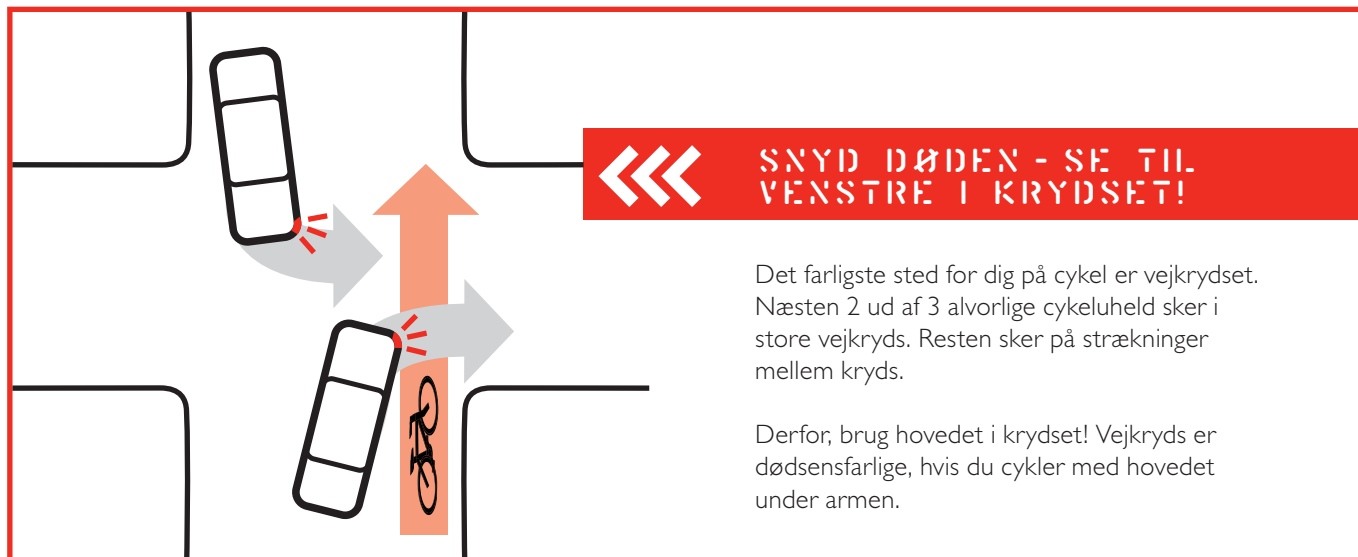 SNYD DØDEN - SE TIL
VENSTRE I KRYDSET!
Det farligste sted for dig på cykel er vejkrydset.
Næsten 2 ud af 3 alvorlige cykeluheld sker i
store vejkryds. Resten sker på strækninger
mellem kryds.
Derfor, brug hovedet i krydset! Vejkryds er
dødsensfarlige, hvis du cykler med hovedet
under armen.